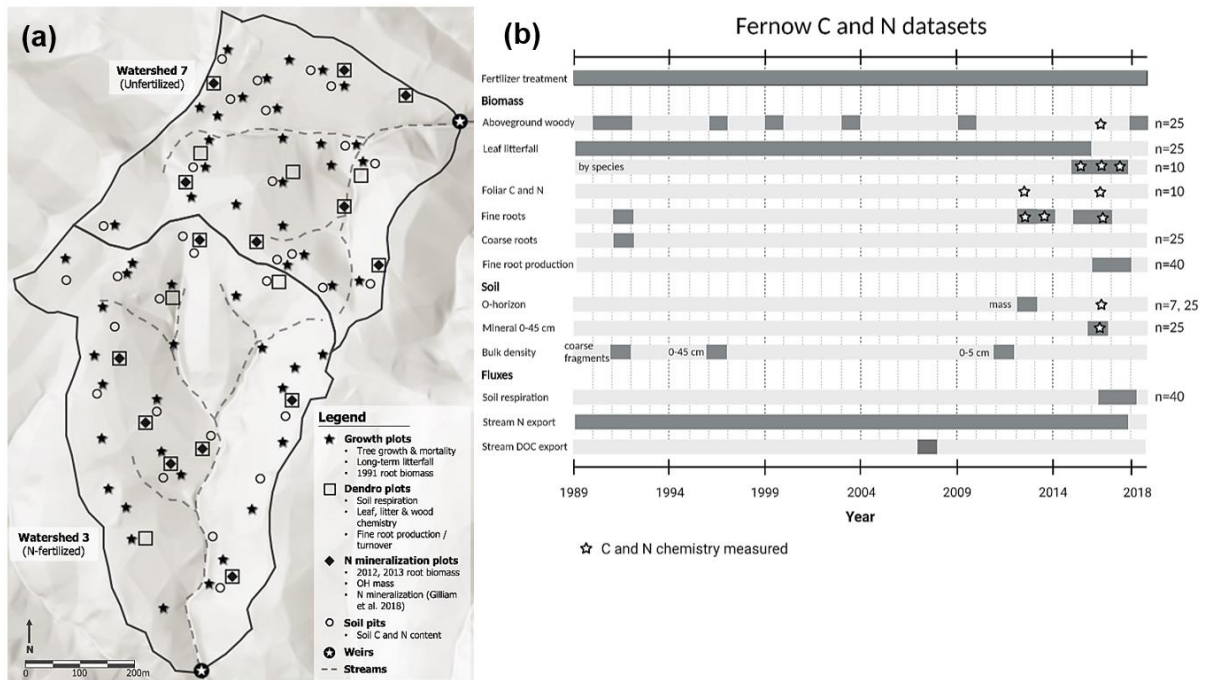 (a)
Watershed 7
(Unfertilized)
Watershed 3
(N-fertilized)
N
0 100 200m
Legend
Growth plots
• Tree growth & mortality
• Long-term litterfall
• 1991 root biomass
Dendro plots
• Soil respiration
• Leaf, litter & wood
chemistry
• Fine root production /
turnover
N mineralization plots
• 2012, 2013 root biomass
• OH mass
• N mineralization (Gilliam
et al. 2018)
Soil pits
• Soil C and N content
Weirs
Streams
(b)
Fernow C and N datasets
Fertilizer treatment
Biomass
Aboveground woody n=25
Leaf litterfall n=25
by species n=10
Foliar C and N n=10
Fine roots
Coarse roots n=25
Fine root production n=40
Soil
O-horizon mass n=7, 25
Mineral 0-45 cm n=25
Bulk density coarse
fragments 0-45 cm 0-5 cm
Fluxes
Soil respiration n=40
Stream N export
Stream DOC export
1989 1994 1999 2004 2009 2014 2018
Year
C and N chemistry measured